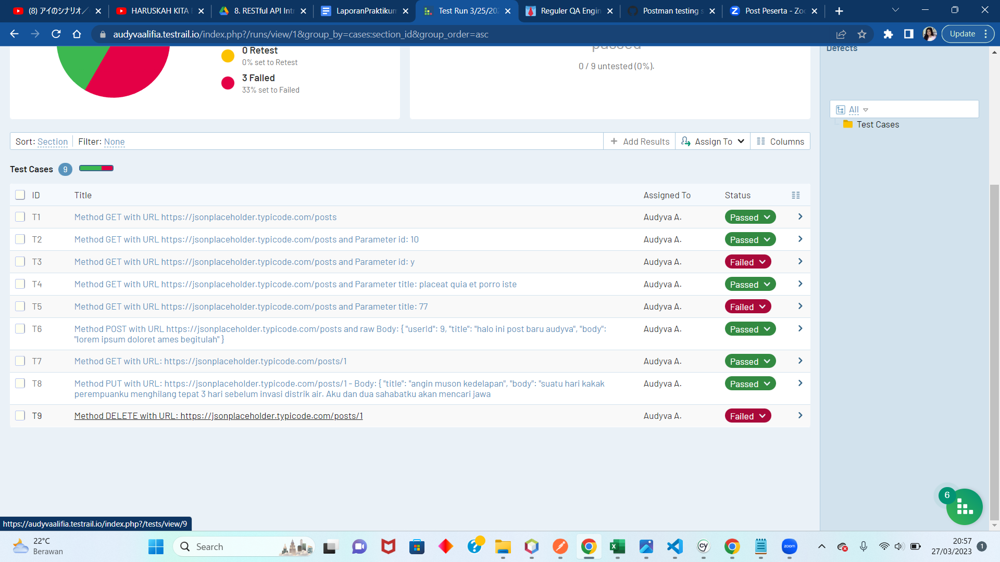 (8) アイのシナリオ／
HARUSKAH KITA
8. RESTful API Intr
LaporanPraktikum
Test Run 3/25/202
Reguler QA Engin
Postman testing s
Post Peserta - Zoo
audyvaalifia.testrail.io/index.php?/runs/view/1&group_by=cases:section_id&group_order=asc
Update
0 Retest
0% set to Retest
3 Failed
33% set to Failed
passed
0 / 9 untested (0%).
Defects
All
Test Cases
Sort: Section
Filter: None
Add Results
Assign To
Columns
Test Cases 9
ID Title Assigned To Status
T1 Method GET with URL https://jsonplaceholder.typicode.com/posts Audyva A. Passed
T2 Method GET with URL https://jsonplaceholder.typicode.com/posts and Parameter id: 10 Audyva A. Passed
T3 Method GET with URL https://jsonplaceholder.typicode.com/posts and Parameter id: y Audyva A. Failed
T4 Method GET with URL https://jsonplaceholder.typicode.com/posts and Parameter title: placeat quia et porro iste Audyva A. Passed
T5 Method GET with URL https://jsonplaceholder.typicode.com/posts and Parameter title: 77 Audyva A. Failed
T6 Method POST with URL https://jsonplaceholder.typicode.com/posts and raw Body: { "userId": 9, "title": "halo ini post baru audyva", "body": Audyva A. Passed
"lorem ipsum doloret ames begitulah" }
T7 Method GET with URL: https://jsonplaceholder.typicode.com/posts/1 Audyva A. Passed
T8 Method PUT with URL: https://jsonplaceholder.typicode.com/posts/1 - Body: { "title": "angin muson kedelapan", "body": "suatu hari kakak Audyva A. Passed
perempuanku menghilang tepat 3 hari sebelum invasi distrik air. Aku dan dua sahabatku akan mencari jawa
T9 Method DELETE with URL: https://jsonplaceholder.typicode.com/posts/1 Audyva A. Failed
6
https://audyvaalifia.testrail.io/index.php?/tests/view/9
22°C
Berawan
Search
cy
zoom
20:57
27/03/2023
1